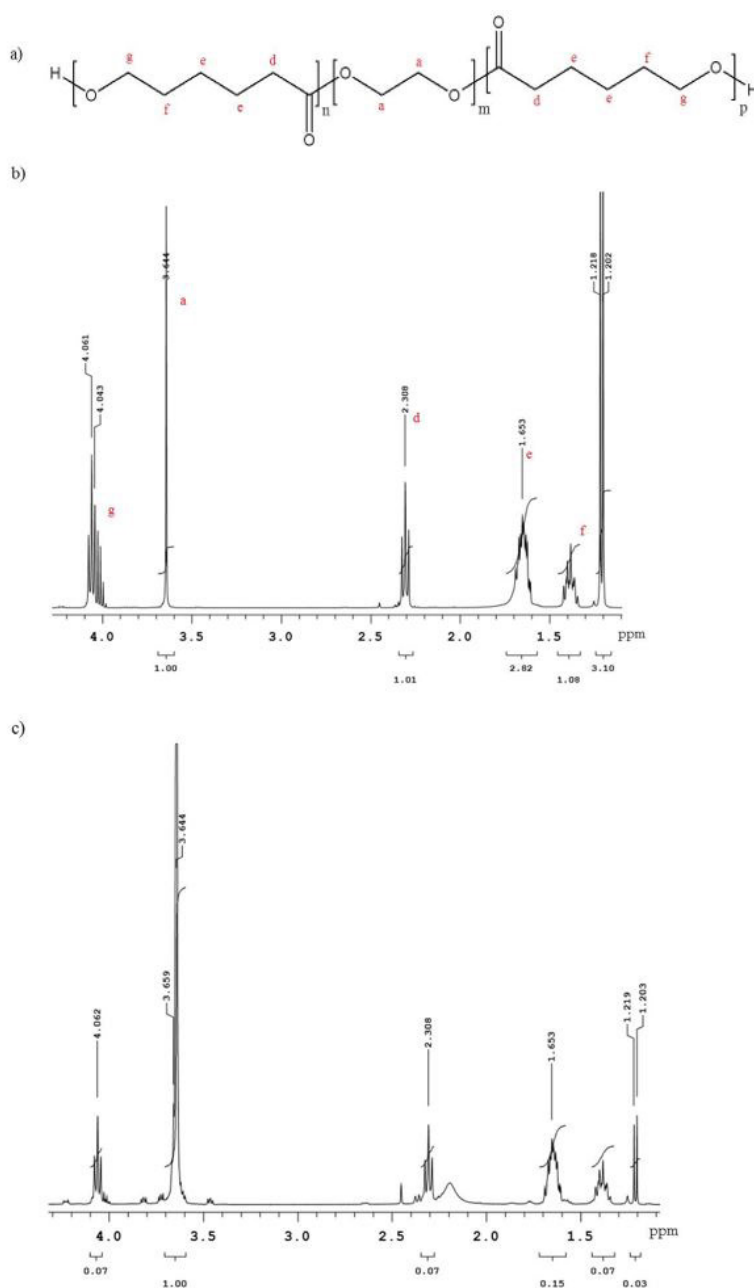 a)
O
g e d a e f
H O O O O H
f e n a m d e g p
O
b)
3.644
1.218
1.202
a
4.061
4.043
2.308
d
1.653
e
g
f
4.0 3.5 3.0 2.5 2.0 1.5 ppm
1.00 1.01 2.82 1.08 3.10
c)
3.644
3.659
4.062
2.308
1.653
1.219
1.203
4.0 3.5 3.0 2.5 2.0 1.5 ppm
0.07 1.00 0.07 0.15 0.07 0.03